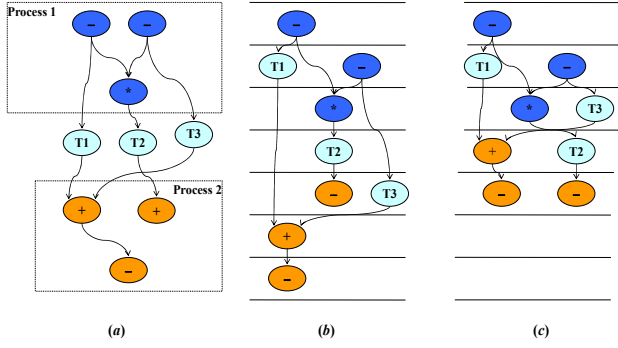 Process 1
–
–
*
T1
T2
T3
Process 2
+
+
–
(a)
–
T1
–
*
T2
–
T3
+
–
(b)
–
T1
–
*
T3
+
T2
–
–
(c)